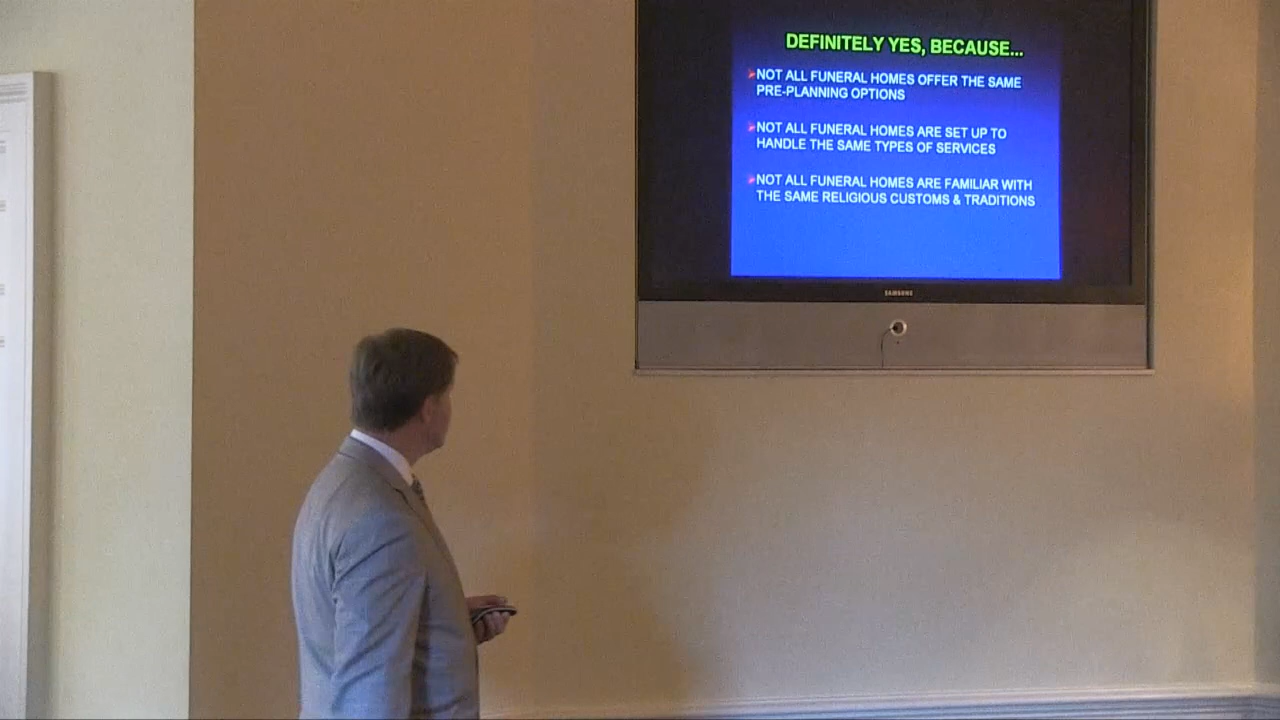 DEFINITELY YES, BECAUSE...
NOT ALL FUNERAL HOMES OFFER THE SAME
PRE-PLANNING OPTIONS
NOT ALL FUNERAL HOMES ARE SET UP TO
HANDLE THE SAME TYPES OF SERVICES
NOT ALL FUNERAL HOMES ARE FAMILIAR WITH
THE SAME RELIGIOUS CUSTOMS & TRADITIONS
SAMSUNG